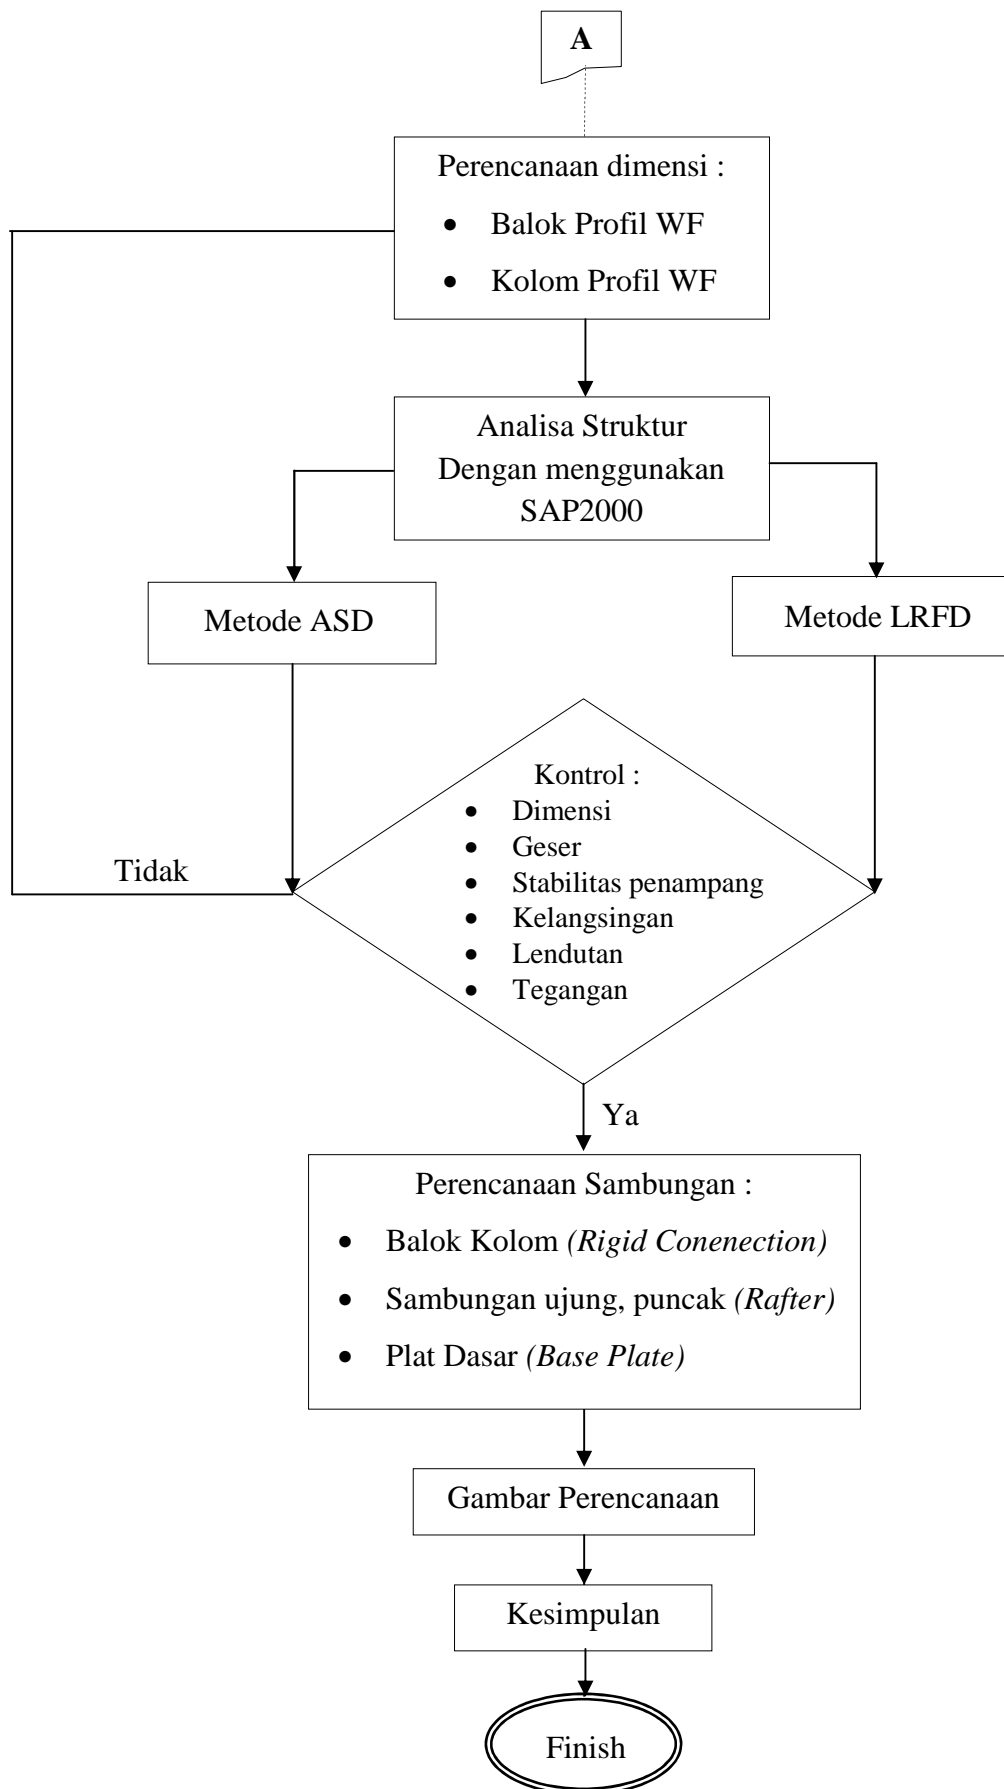 A
Perencanaan dimensi :
• Balok Profil WF
• Kolom Profil WF
Analisa Struktur
Dengan menggunakan
SAP2000
Metode ASD
Metode LRFD
Kontrol :
• Dimensi
• Geser
• Stabilitas penampang
• Kelangsingan
• Lendutan
• Tegangan
Tidak
Ya
Perencanaan Sambungan :
• Balok Kolom (Rigid Conenection)
• Sambungan ujung, puncak (Rafter)
• Plat Dasar (Base Plate)
Gambar Perencanaan
Kesimpulan
Finish